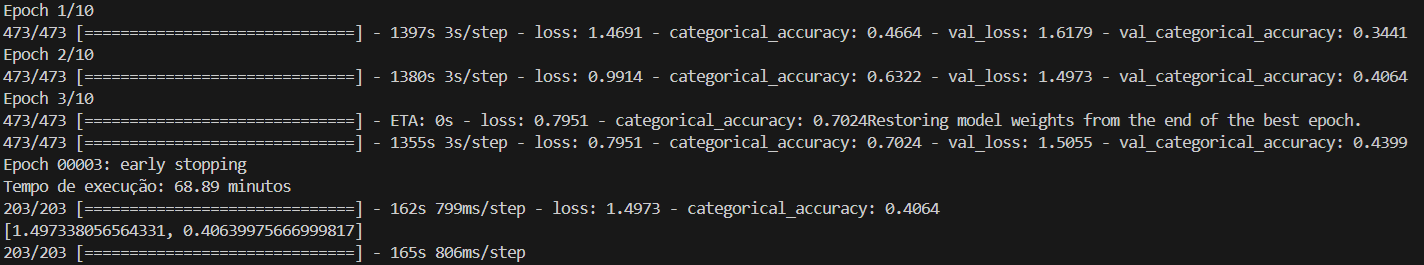 Epoch 1/10
473/473 [==============================] - 1397s 3s/step - loss: 1.4691 - categorical_accuracy: 0.4664 - val_loss: 1.6179 - val_categorical_accuracy: 0.3441
Epoch 2/10
473/473 [==============================] - 1380s 3s/step - loss: 0.9914 - categorical_accuracy: 0.6322 - val_loss: 1.4973 - val_categorical_accuracy: 0.4064
Epoch 3/10
473/473 [==============================] - ETA: 0s - loss: 0.7951 - categorical_accuracy: 0.7024Restoring model weights from the end of the best epoch.
473/473 [==============================] - 1355s 3s/step - loss: 0.7951 - categorical_accuracy: 0.7024 - val_loss: 1.5055 - val_categorical_accuracy: 0.4399
Epoch 00003: early stopping
Tempo de execução: 68.89 minutos
203/203 [==============================] - 162s 799ms/step - loss: 1.4973 - categorical_accuracy: 0.4064
[1.497338056564331, 0.40639975666999817]
203/203 [==============================] - 165s 806ms/step